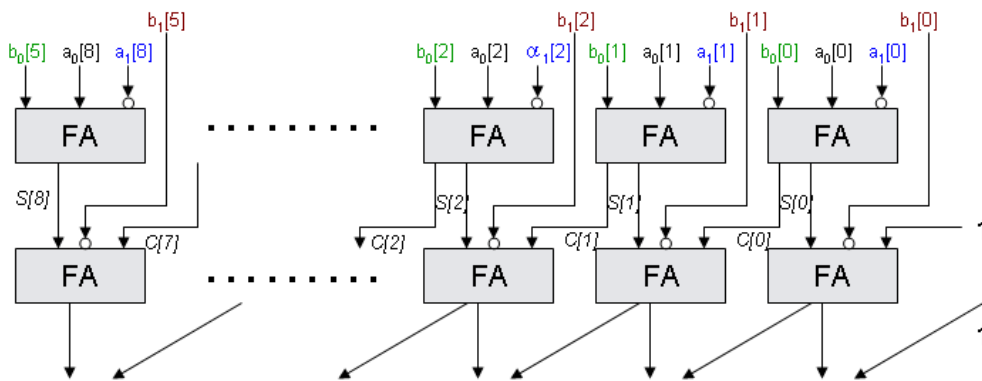 b₁[5] b₁[2] b₁[1] b₁[0]
b₀[5] a₀[8] a₁[8] b₀[2] a₀[2] α₁[2] b₀[1] a₀[1] a₁[1] b₀[0] a₀[0] a₁[0]
FA FA FA FA
S[8] S[2] S[1] S[0]
C[7] C[2] C[1] C[0]
FA FA FA FA